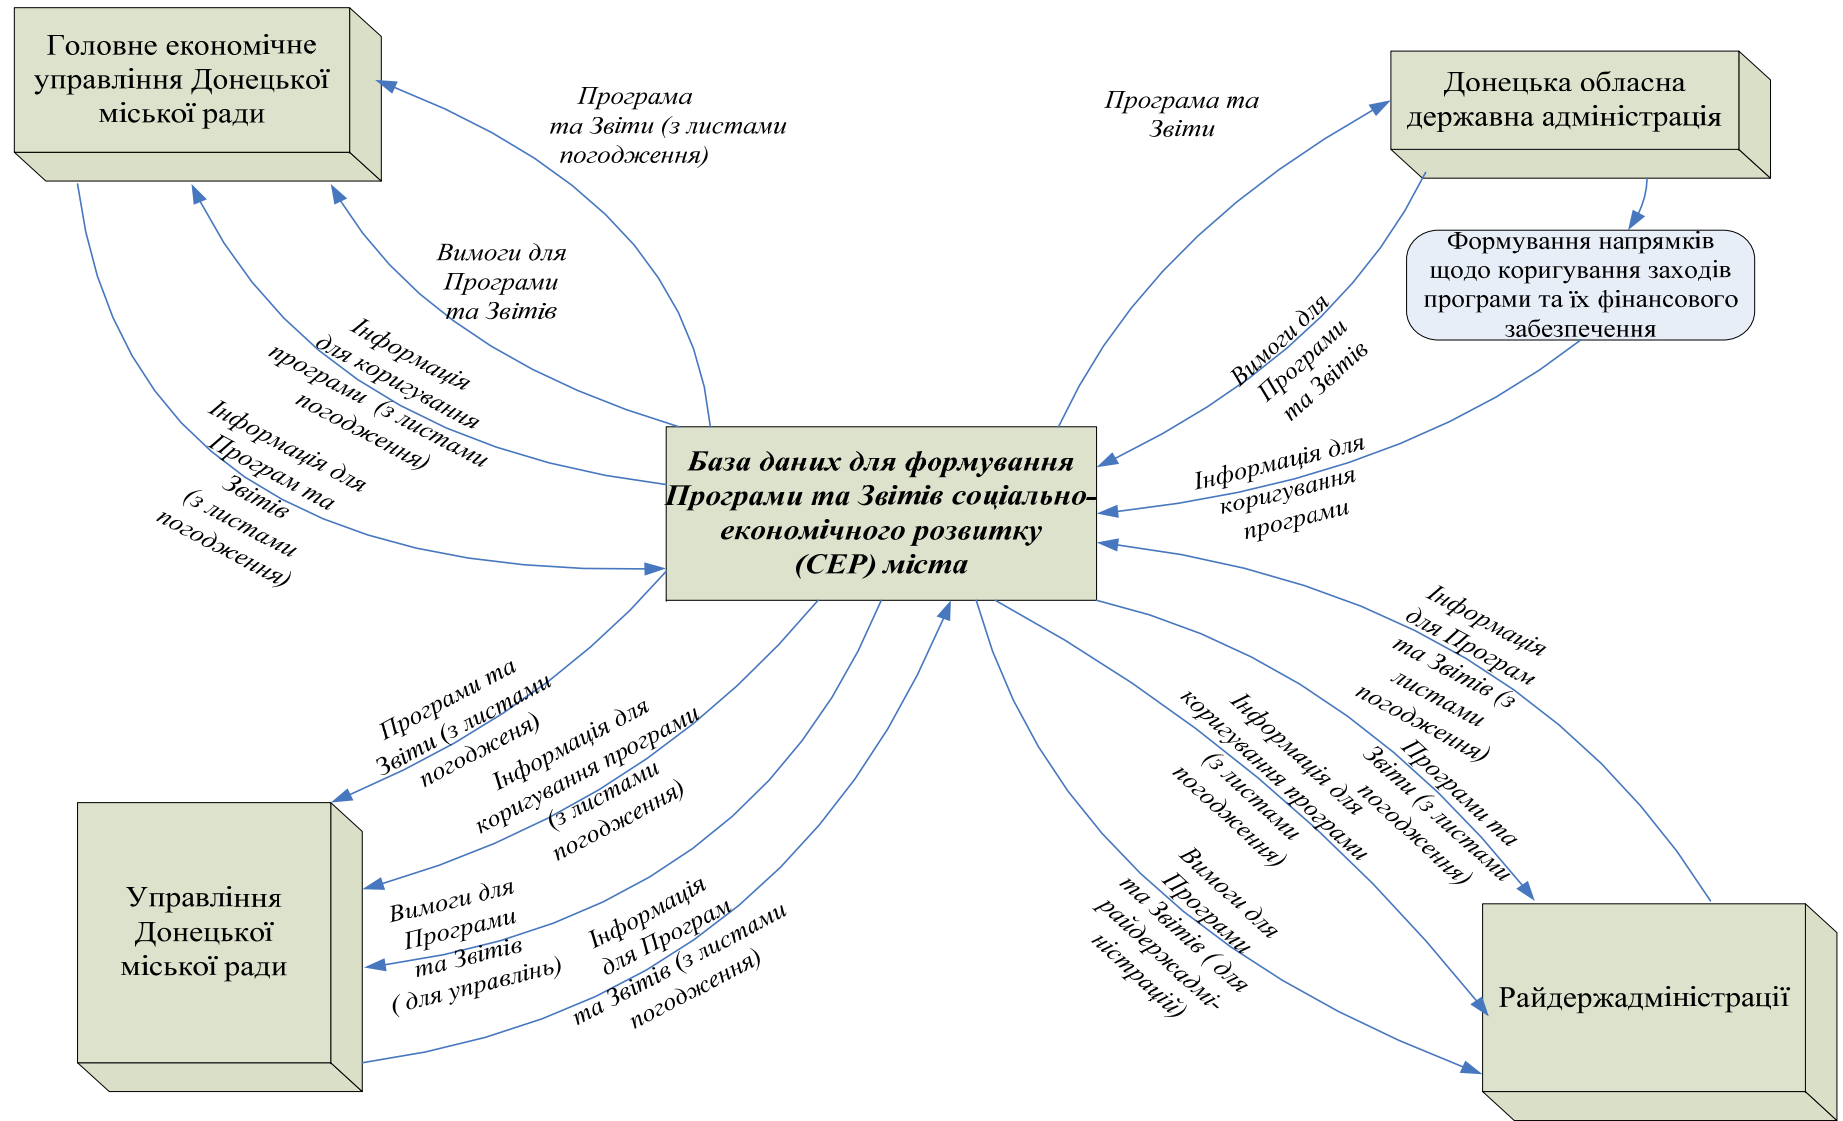 Головне економічне
управління Донецької
міської ради
Програма
та Звіти (з листами
погодження)
Програма та
Звіти
Донецька обласна
державна адміністрація
Вимоги для
Програми
та Звітів
Формування напрямків
щодо коригування заходів
програми та їх фінансового
забезпечення
Інформація
для коригування
програми (з листами
погодження)
Вимоги для
Програми
та Звітів
Інформація для
Програм та
Звітів
(з листами
погодження)
База даних для формування
Програми та Звітів соціально-
економічного розвитку
(СЕР) міста
Інформація для
коригування
програми
Програми та
Звіти (з листами
погодженя)
Інформація для
коригування програми
(з листами
погодження)
Вимоги для
Програми
та Звітів
( для управлінь)
Інформація
для Програм
та Звітів (з листами
погодження)
Інформація
для Програм
та Звітів (з
листами
погодження)
Програми та
Звіти (з листами
погодження)
Інформація для
коригування програми
(з листами
погодження)
Вимоги для
Програми
та Звітів ( для
райдержадмі-
ністрацій)
Управління
Донецької
міської ради
Райдержадміністрації